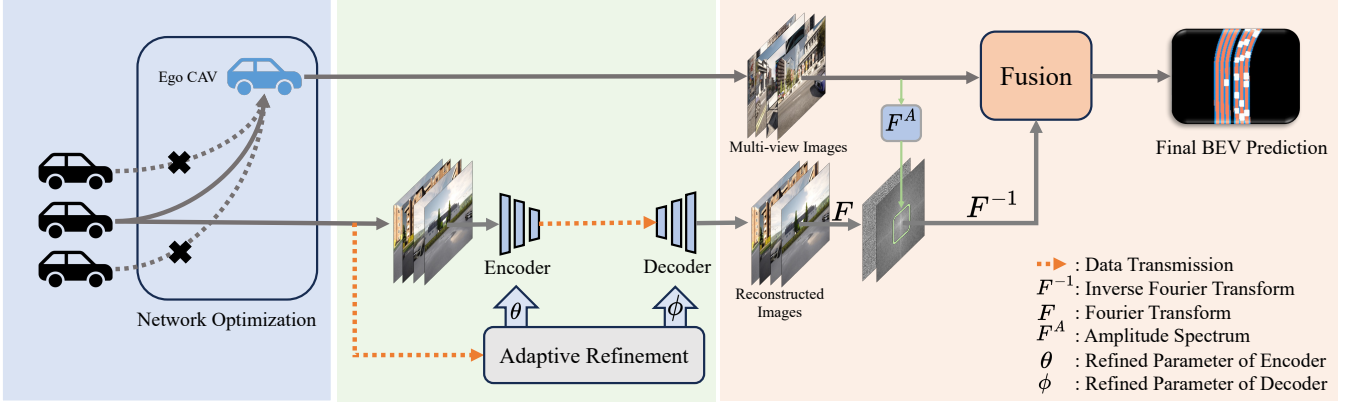 Ego CAV
Network Optimization
Encoder
Decoder
θ
ϕ
Adaptive Refinement
Multi-view Images
F^A
Reconstructed
Images
F
F^{-1}
Fusion
Final BEV Prediction
: Data Transmission
F^{-1}: Inverse Fourier Transform
F : Fourier Transform
F^A : Amplitude Spectrum
θ : Refined Parameter of Encoder
ϕ : Refined Parameter of Decoder